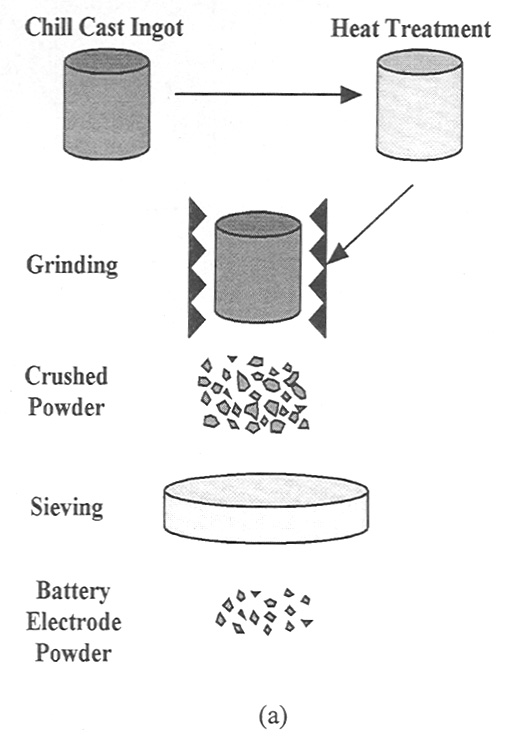 Chill Cast Ingot
Heat Treatment
Grinding
Crushed
Powder
Sieving
Battery
Electrode
Powder
(a)